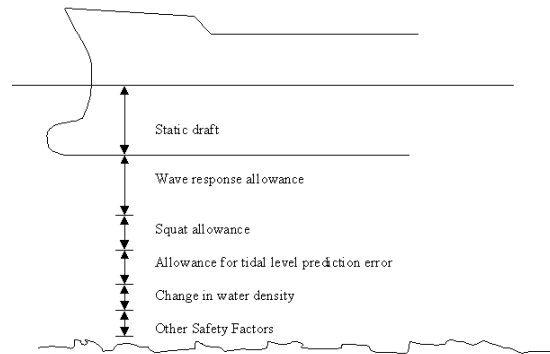 Static draft
Wave response allowance
Squat allowance
Allowance for tidal level prediction error
Change in water density
Other Safety Factors